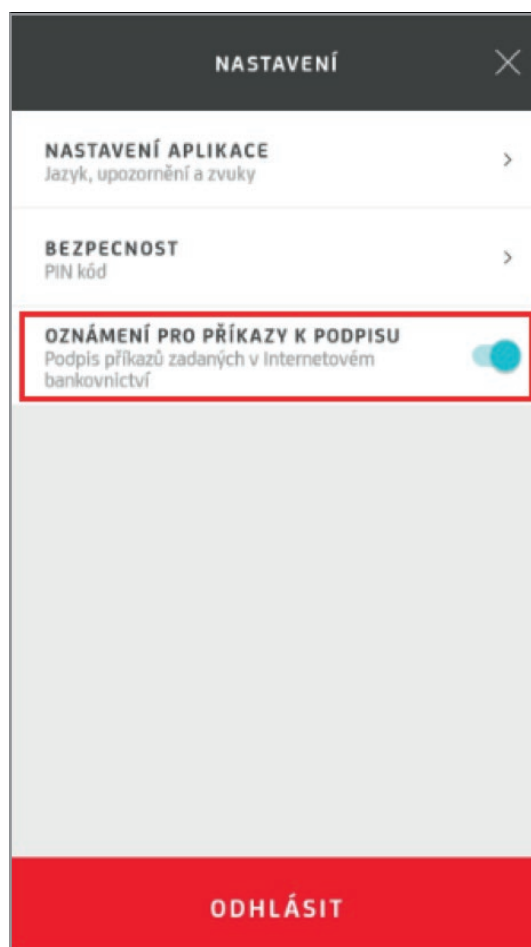 NASTAVENÍ
NASTAVENÍ APLIKACE
Jazyk, upozornění a zvuky
BEZPECNOST
PIN kód
OZNÁMENÍ PRO PŘÍKAZY K PODPISU
Podpis příkazů zadaných v Internetovém
bankovnictví
ODHLÁSIT